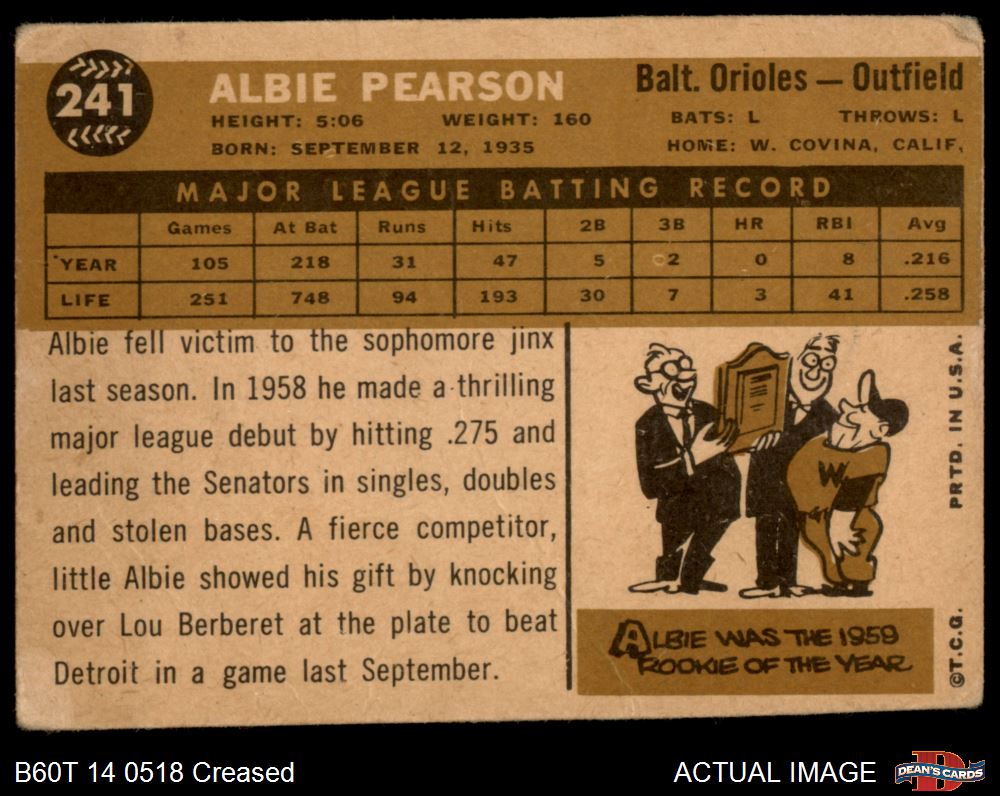 241
ALBIE PEARSON
Balt. Orioles — Outfield
HEIGHT: 5:06 WEIGHT: 160 BATS: L THROWS: L
BORN: SEPTEMBER 12, 1935 HOME: W. COVINA, CALIF.
MAJOR LEAGUE BATTING RECORD
Games At Bat Runs Hits 2B 3B HR RBI Avg
YEAR 105 218 31 47 5 2 0 8 .216
LIFE 251 748 94 193 30 7 3 41 .258
Albie fell victim to the sophomore jinx
last season. In 1958 he made a thrilling
major league debut by hitting .275 and
leading the Senators in singles, doubles
and stolen bases. A fierce competitor,
little Albie showed his gift by knocking
over Lou Berberet at the plate to beat
Detroit in a game last September.
W
ALBIE WAS THE 1959
ROOKIE OF THE YEAR
PRTD. IN U.S.A.
©T.C.G.
B60T 14 0518 Creased
ACTUAL IMAGE
D
DEAN'S CARDS